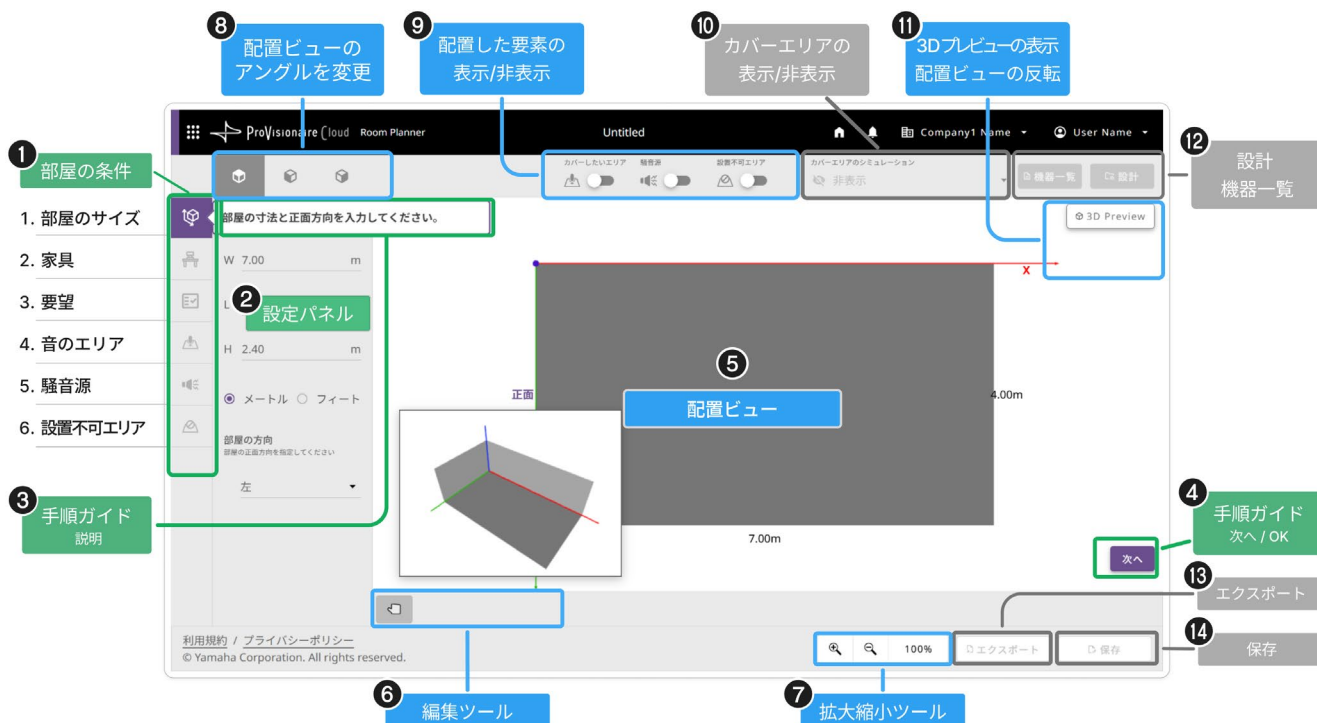 8
配置ビューの
アングルを変更
9
配置した要素の
表示/非表示
10
カバーエリアの
表示/非表示
11
3Dプレビューの表示
配置ビューの反転
ProVisionaire Cloud Room Planner
Untitled
Company1 Name
User Name
1
部屋の条件
カバーしたいエリア
騒音源
設置不可エリア
カバーエリアのシミュレーション
非表示
機器一覧
設計
12
設計
機器一覧
1. 部屋のサイズ
2. 家具
3. 要望
4. 音のエリア
5. 騒音源
6. 設置不可エリア
部屋の寸法と正面方向を入力してください。
3D Preview
W 7.00 m
X
L
2
設定パネル
H 2.40 m
メートル
フィート
部屋の方向
部屋の正面方向を指定してください
左
正面
5
配置ビュー
4.00m
7.00m
3
手順ガイド
説明
4
手順ガイド
次へ / OK
次へ
13
エクスポート
14
保存
利用規約 / プライバシーポリシー
© Yamaha Corporation. All rights reserved.
100%
エクスポート
保存
6
編集ツール
7
拡大縮小ツール